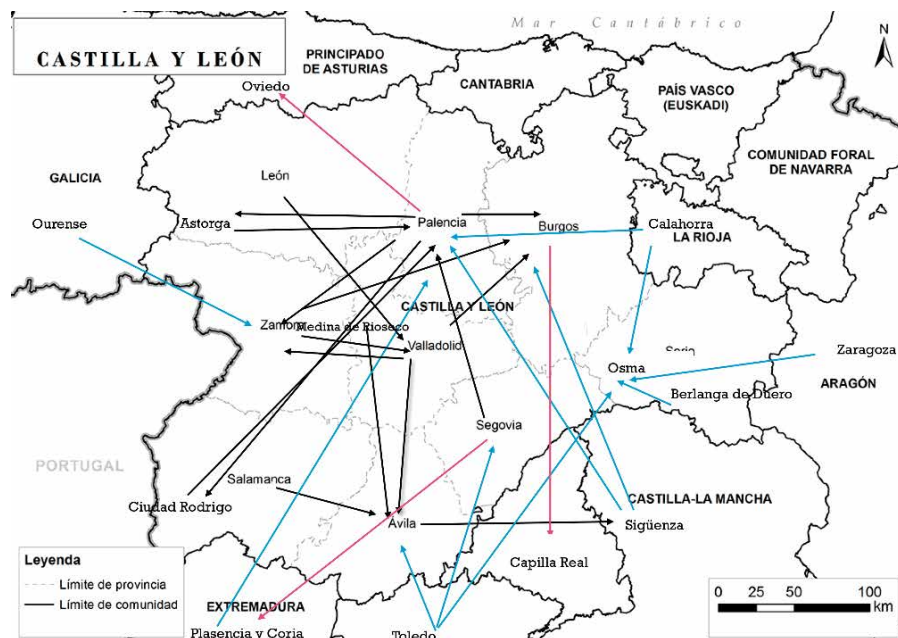 Mar Cantábrico
N
CASTILLA Y LEÓN
PRINCIPADO
DE ASTURIAS
CANTABRIA
PAÍS VASCO
(EUSKADI)
Oviedo
COMUNIDAD FORAL
DE NAVARRA
GALICIA
León
Ourense
Astorga
Palencia
Burgos
Calahorra
LA RIOJA
CASTILLA Y LEÓN
Zamora
Medina de Rioseco
Valladolid
Soria
Zaragoza
Osma
ARAGÓN
Berlanga de Duero
Segovia
PORTUGAL
Salamanca
CASTILLA-LA MANCHA
Ciudad Rodrigo
Ávila
Sigüenza
Leyenda
Límite de provincia
Límite de comunidad
Capilla Real
0 25 50 100
km
EXTREMADURA
Plasencia y Coria
Toledo